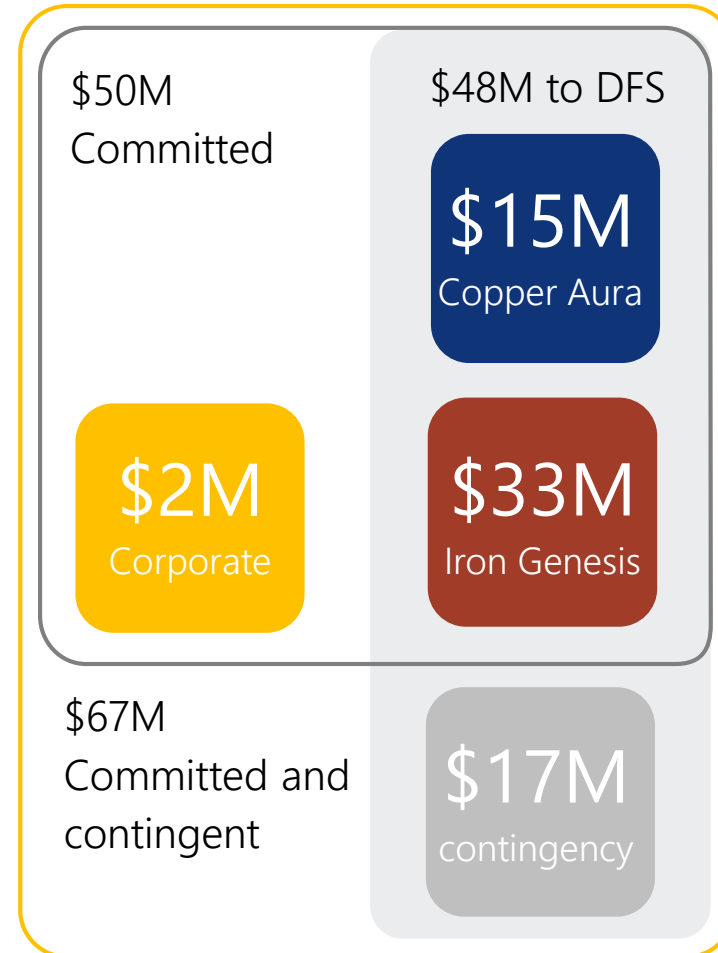 $50M
Committed
$48M to DFS
$15M
Copper Aura
$2M
Corporate
$33M
Iron Genesis
$67M
Committed and
contingent
$17M
contingency